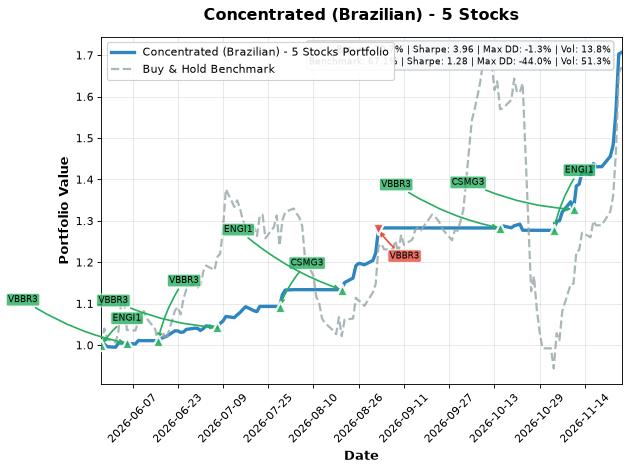 Concentrated (Brazilian) - 5 Stocks
Concentrated (Brazilian) - 5 Stocks Portfolio
Buy & Hold Benchmark
% | Sharpe: 3.96 | Max DD: -1.3% | Vol: 13.8%
Benchmark: 67.1% | Sharpe: 1.28 | Max DD: -44.0% | Vol: 51.3%
Portfolio Value
1.7
1.6
1.5
1.4
1.3
1.2
1.1
1.0
VBBR3
ENGI1
VBBR3
VBBR3
ENGI1
CSMG3
VBBR3
VBBR3
CSMG3
ENGI1
2026-06-07
2026-06-23
2026-07-09
2026-07-25
2026-08-10
2026-08-26
2026-09-11
2026-09-27
2026-10-13
2026-10-29
2026-11-14
Date